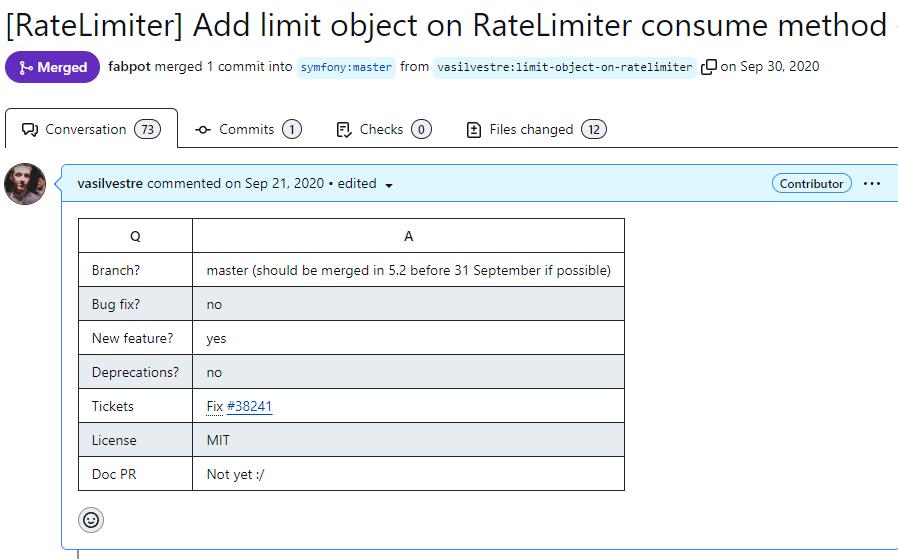 [RateLimiter] Add limit object on RateLimiter consume method
Merged fabpot merged 1 commit into symfony:master from vasilvestre:limit-object-on-ratelimiter on Sep 30, 2020
Conversation 73 Commits 1 Checks 0 Files changed 12
vasilvestre commented on Sep 21, 2020 • edited Contributor
Q A
Branch? master (should be merged in 5.2 before 31 September if possible)
Bug fix? no
New feature? yes
Deprecations? no
Tickets Fix #38241
License MIT
Doc PR Not yet :/